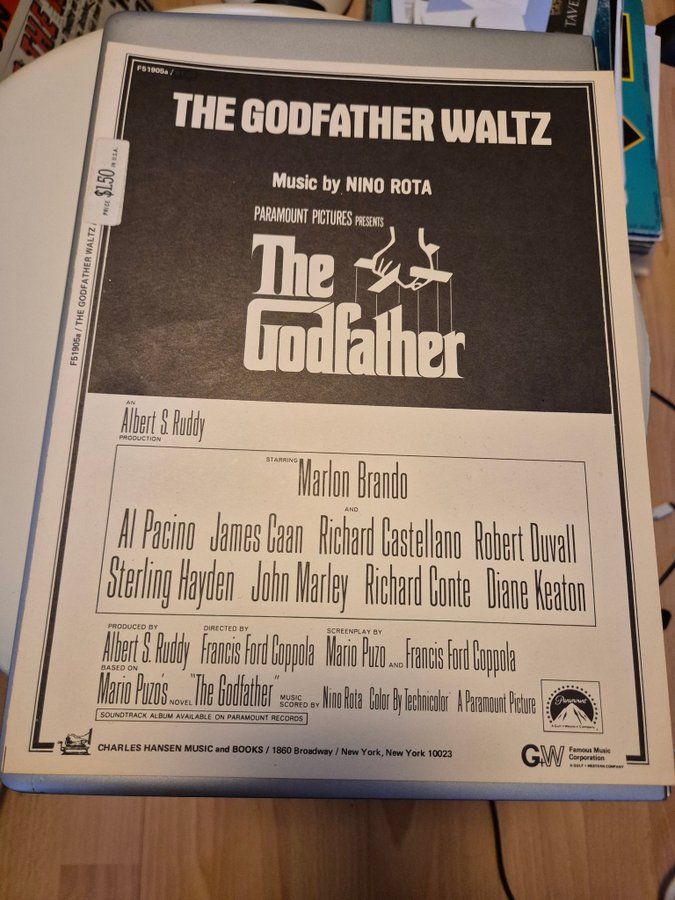 F51905a /
THE GODFATHER WALTZ
PRICE $1.50 IN U.S.A.
F51905a / THE GODFATHER WALTZ /
Music by NINO ROTA
PARAMOUNT PICTURES PRESENTS
The
Godfather
AN
Albert S. Ruddy
PRODUCTION
STARRING Marlon Brando
AND
Al Pacino James Caan Richard Castellano Robert Duvall
Sterling Hayden John Marley Richard Conte Diane Keaton
PRODUCED BY DIRECTED BY SCREENPLAY BY
Albert S. Ruddy Francis Ford Coppola Mario Puzo AND Francis Ford Coppola
BASED ON
Mario Puzo's NOVEL "The Godfather" MUSIC SCORED BY Nino Rota Color By Technicolor® A Paramount Picture
Paramount
SOUNDTRACK ALBUM AVAILABLE ON PARAMOUNT RECORDS
CHARLES HANSEN MUSIC and BOOKS / 1860 Broadway / New York, New York 10023
G+W Famous Music
Corporation
A GULF + WESTERN COMPANY
TAVE